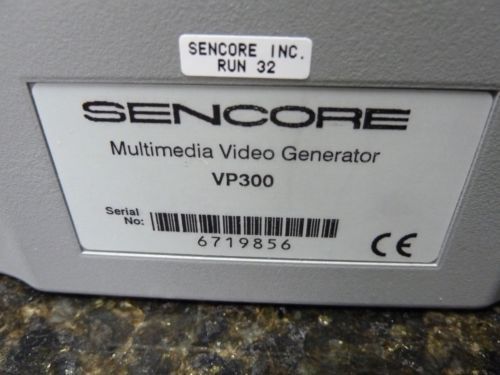 SENCORE INC.
RUN 32
SENCORE
Multimedia Video Generator
VP300
Serial
No:
6719856
CE